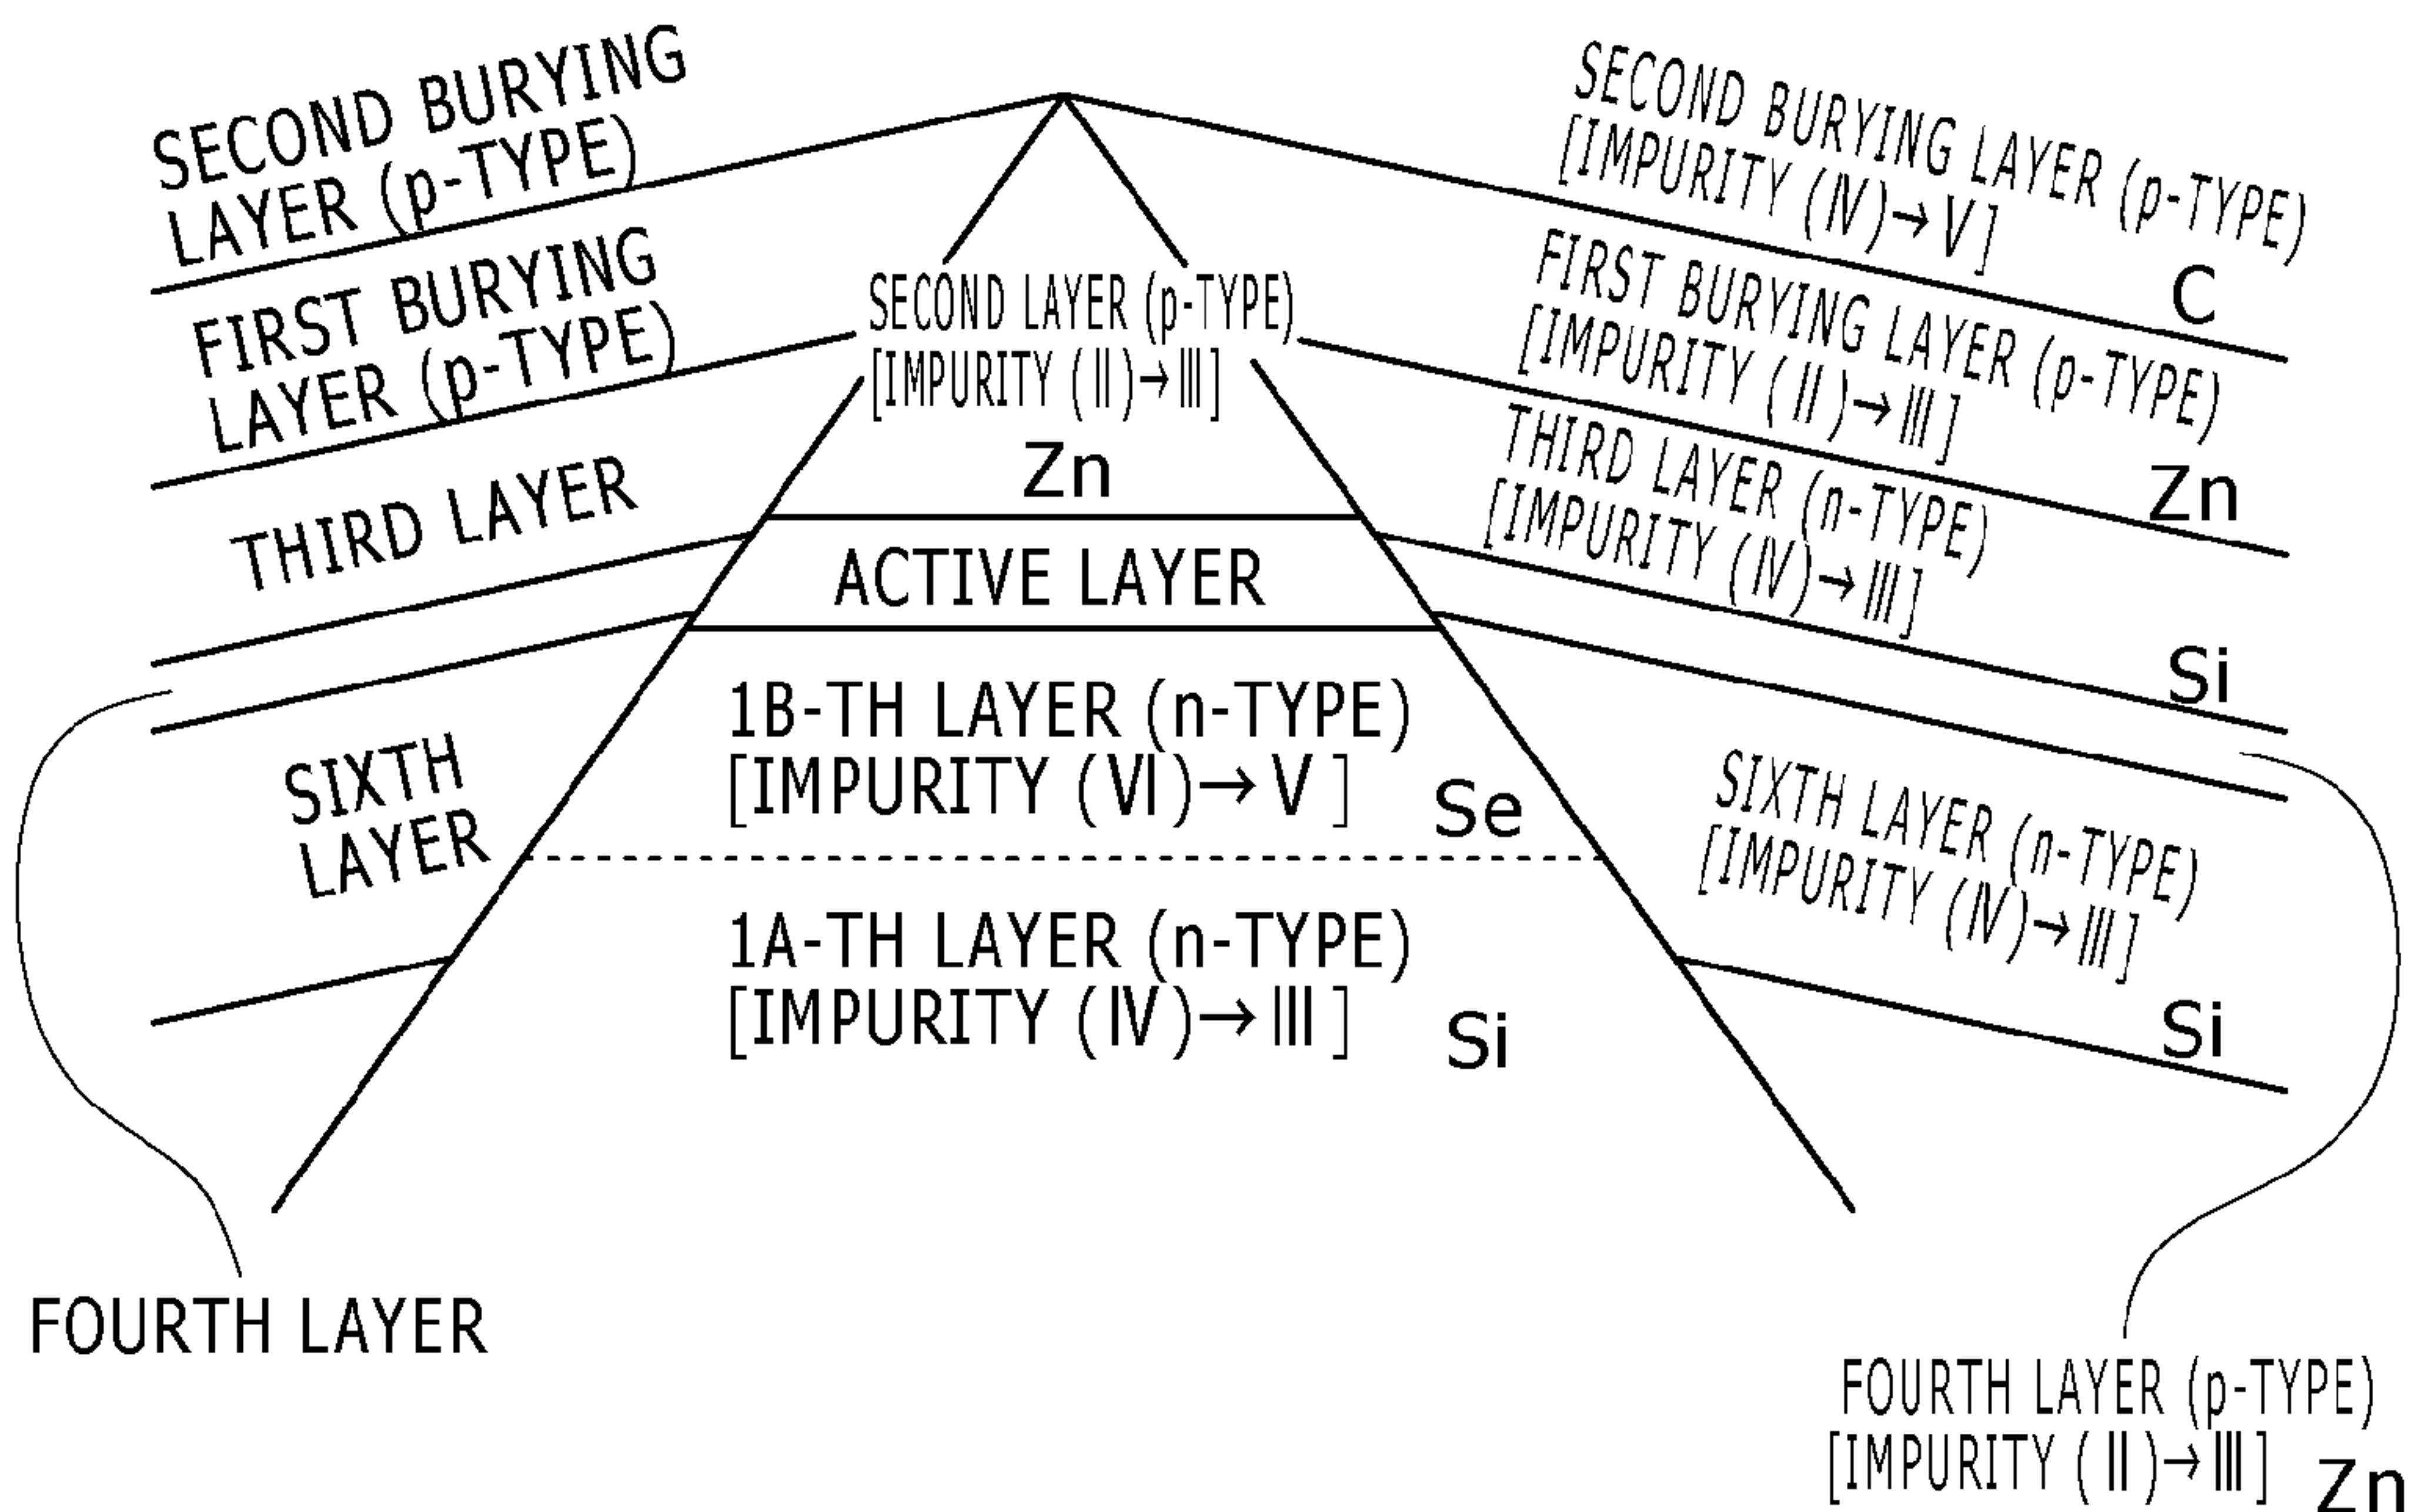 SECOND BURYING
LAYER (p-TYPE)
FIRST BURYING
LAYER (p-TYPE)
THIRD LAYER
SIXTH
LAYER
FOURTH LAYER
SECOND LAYER (p-TYPE)
[IMPURITY (Ⅱ)→Ⅲ]
Zn
ACTIVE LAYER
1B-TH LAYER (n-TYPE)
[IMPURITY (Ⅵ)→Ⅴ]
Se
1A-TH LAYER (n-TYPE)
[IMPURITY (Ⅳ)→Ⅲ]
Si
SECOND BURYING LAYER (p-TYPE)
[IMPURITY (Ⅳ)→Ⅴ]
C
FIRST BURYING LAYER (p-TYPE)
[IMPURITY (Ⅱ)→Ⅲ]
Zn
THIRD LAYER (n-TYPE)
[IMPURITY (Ⅳ)→Ⅲ]
Si
SIXTH LAYER (n-TYPE)
[IMPURITY (Ⅳ)→Ⅲ]
Si
FOURTH LAYER (p-TYPE)
[IMPURITY (Ⅱ)→Ⅲ]
Zn